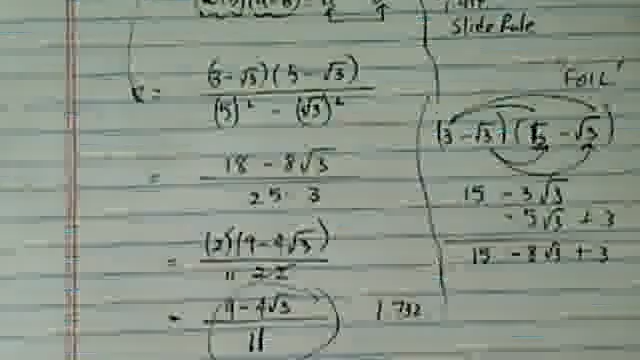 Slide Rule
"FOIL"
x = (3 - √3)(5 - √3) / (5)² - (√3)²
(3 - √3)(5 - √3)
= 18 - 8√3 / 25 - 3
15 - 3√3
- 5√3 + 3
15 - 8√3 + 3
= (2)(9 - 4√3) / 11 22
= 9 - 4√3 / 11
1 732